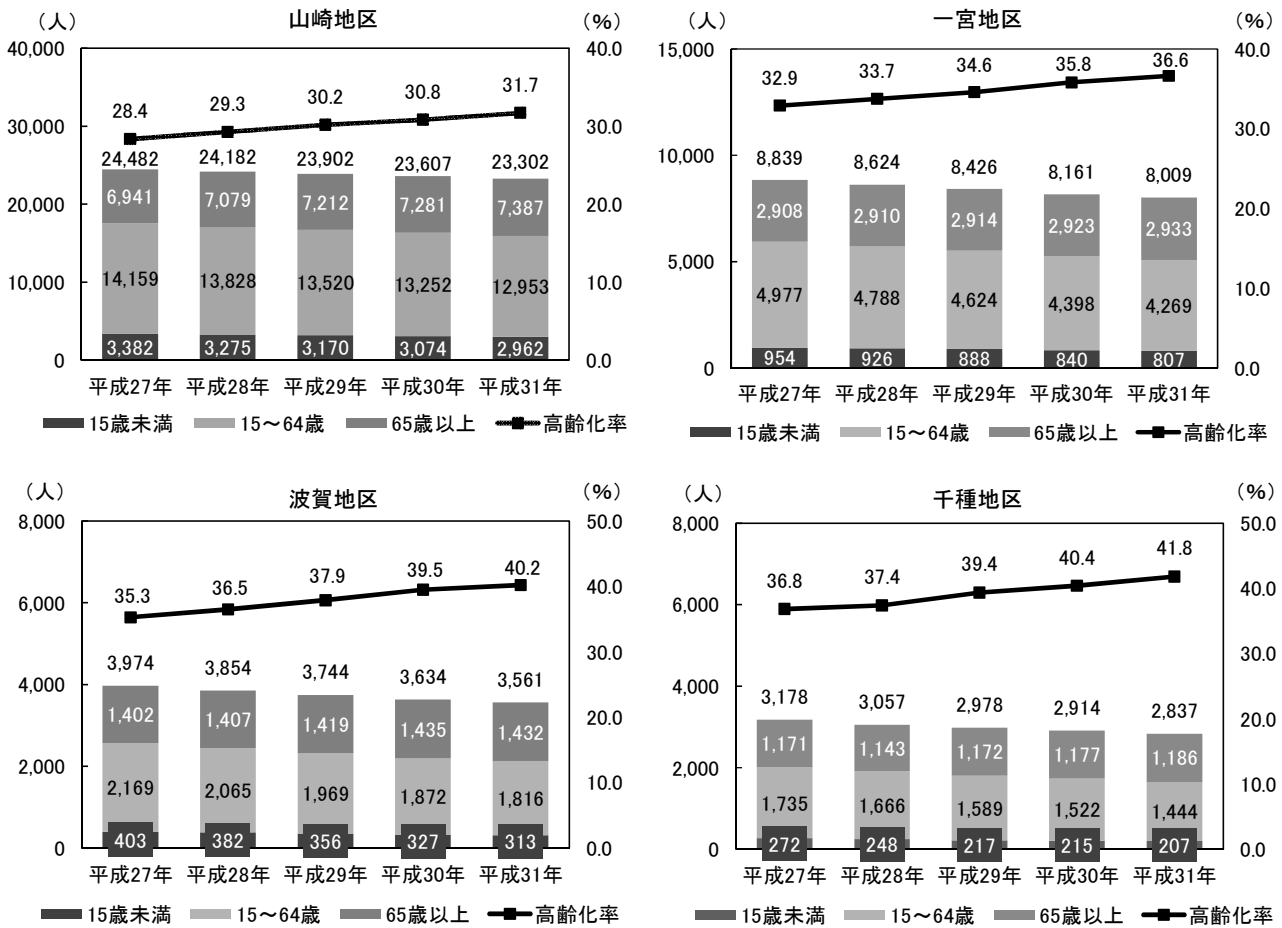 山崎地区
（人）
（%）
40,000
30,000
20,000
10,000
0
40.0
30.0
20.0
10.0
0.0
28.4 29.3 30.2 30.8 31.7
24,482 24,182 23,902 23,607 23,302
6,941 7,079 7,212 7,281 7,387
14,159 13,828 13,520 13,252 12,953
3,382 3,275 3,170 3,074 2,962
平成27年 平成28年 平成29年 平成30年 平成31年
15歳未満 15～64歳 65歳以上 高齢化率
一宮地区
（人）
（%）
15,000
10,000
5,000
0
40.0
30.0
20.0
10.0
0.0
32.9 33.7 34.6 35.8 36.6
8,839 8,624 8,426 8,161 8,009
2,908 2,910 2,914 2,923 2,933
4,977 4,788 4,624 4,398 4,269
954 926 888 840 807
平成27年 平成28年 平成29年 平成30年 平成31年
15歳未満 15～64歳 65歳以上 高齢化率
波賀地区
（人）
（%）
8,000
6,000
4,000
2,000
0
50.0
40.0
30.0
20.0
10.0
0.0
35.3 36.5 37.9 39.5 40.2
3,974 3,854 3,744 3,634 3,561
1,402 1,407 1,419 1,435 1,432
2,169 2,065 1,969 1,872 1,816
403 382 356 327 313
平成27年 平成28年 平成29年 平成30年 平成31年
15歳未満 15～64歳 65歳以上 高齢化率
千種地区
（人）
（%）
8,000
6,000
4,000
2,000
0
50.0
40.0
30.0
20.0
10.0
0.0
36.8 37.4 39.4 40.4 41.8
3,178 3,057 2,978 2,914 2,837
1,171 1,143 1,172 1,177 1,186
1,735 1,666 1,589 1,522 1,444
272 248 217 215 207
平成27年 平成28年 平成29年 平成30年 平成31年
15歳未満 15～64歳 65歳以上 高齢化率